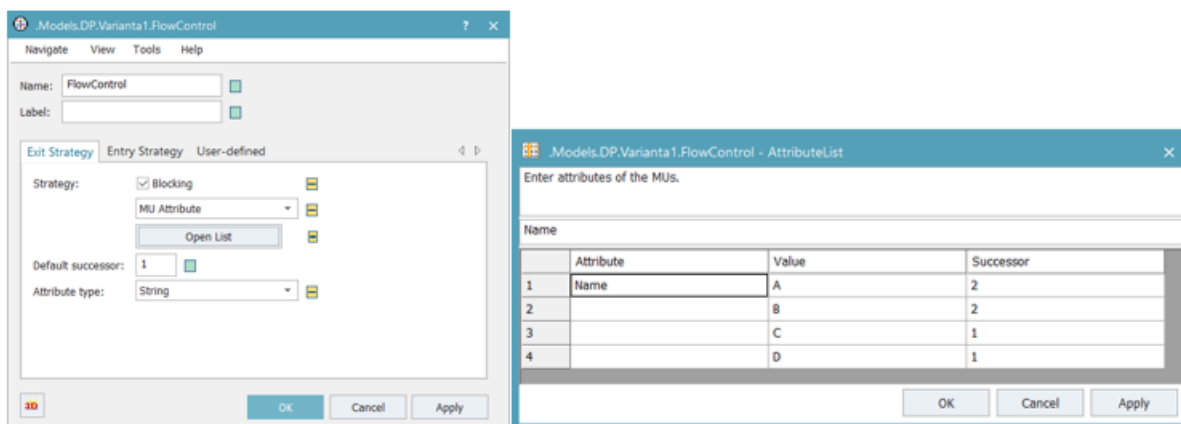 .Models.DP.Varianta1.FlowControl ? ×
Navigate View Tools Help
Name: FlowControl
Label:
Exit Strategy Entry Strategy User-defined
Strategy: Blocking
MU Attribute
Open List
Default successor: 1
Attribute type: String
3D OK Cancel Apply
.Models.DP.Varianta1.FlowControl - AttributeList ×
Enter attributes of the MUs.
Name
Attribute Value Successor
1 Name A 2
2 B 2
3 C 1
4 D 1
OK Cancel Apply